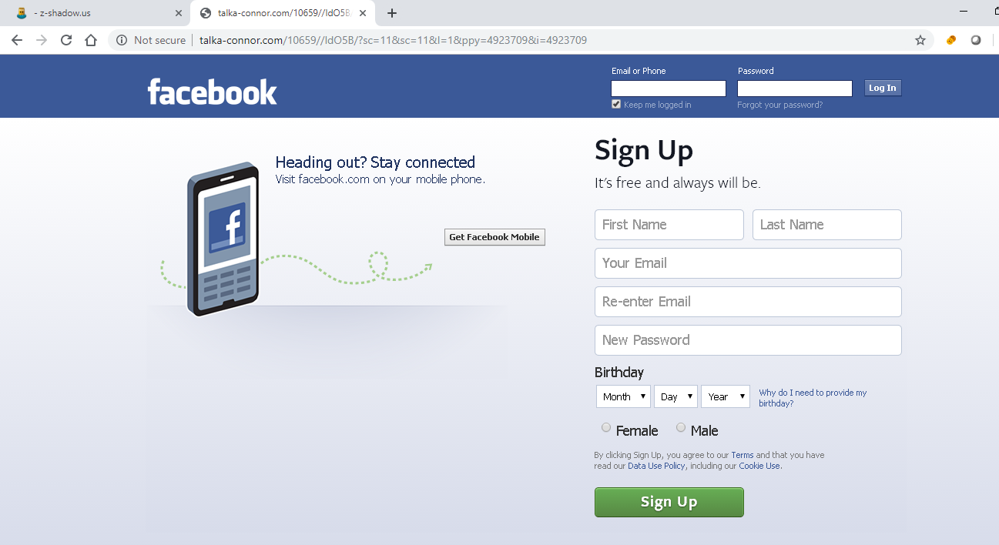 - z-shadow.us
talka-connor.com/10659//IdO5B
Not secure
talka-connor.com/10659//IdO5B/?sc=11&sc=11&l=1&ppy=4923709&i=4923709
facebook
Email or Phone
Password
Log In
Keep me logged in
Forgot your password?
Heading out? Stay connected
Visit facebook.com on your mobile phone.
f
Get Facebook Mobile
Sign Up
It's free and always will be.
First Name
Last Name
Your Email
Re-enter Email
New Password
Birthday
Month
Day
Year
Why do I need to provide my
birthday?
Female
Male
By clicking Sign Up, you agree to our Terms and that you have
read our Data Use Policy, including our Cookie Use.
Sign Up